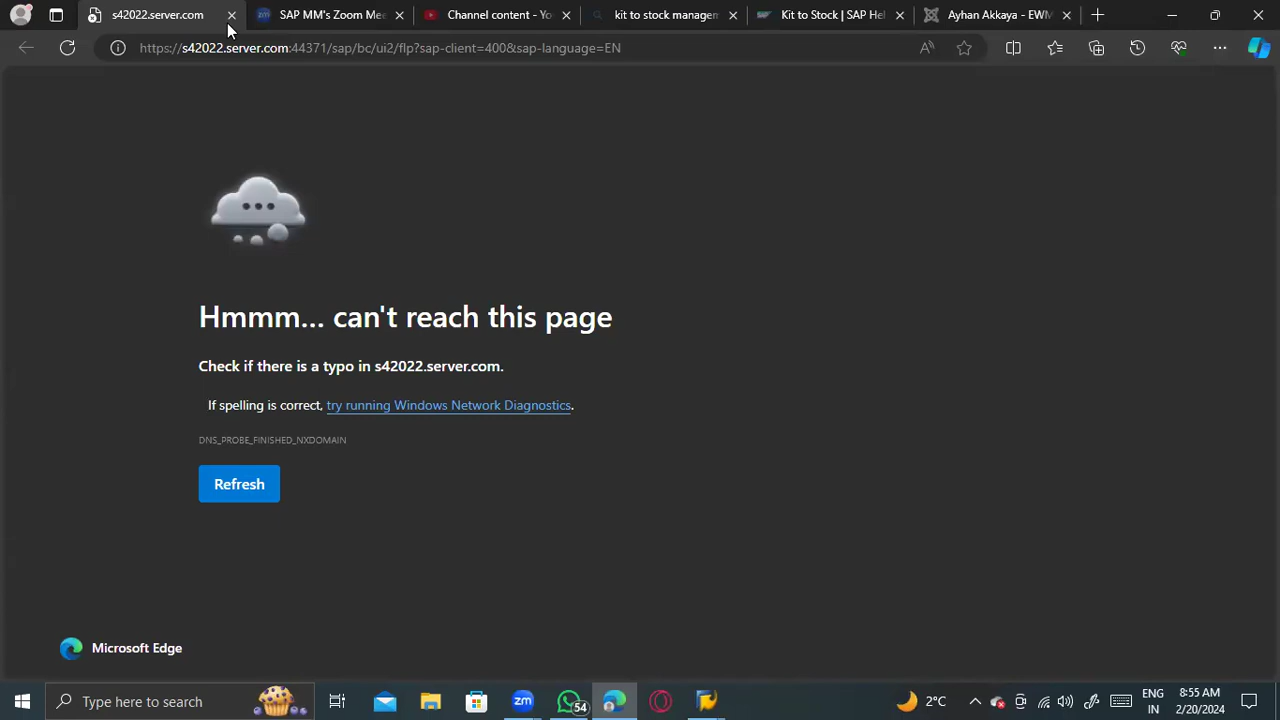 s42022.server.com
SAP MM's Zoom Mee
Channel content - Yo
kit to stock managem
Kit to Stock | SAP Hel
Ayhan Akkaya - EWM
https://s42022.server.com:44371/sap/bc/ui2/flp?sap-client=400&sap-language=EN
Hmmm... can't reach this page
Check if there is a typo in s42022.server.com.
If spelling is correct, try running Windows Network Diagnostics.
DNS_PROBE_FINISHED_NXDOMAIN
Refresh
Microsoft Edge
Type here to search
zm
54
2°C
ENG
IN
8:55 AM
2/20/2024